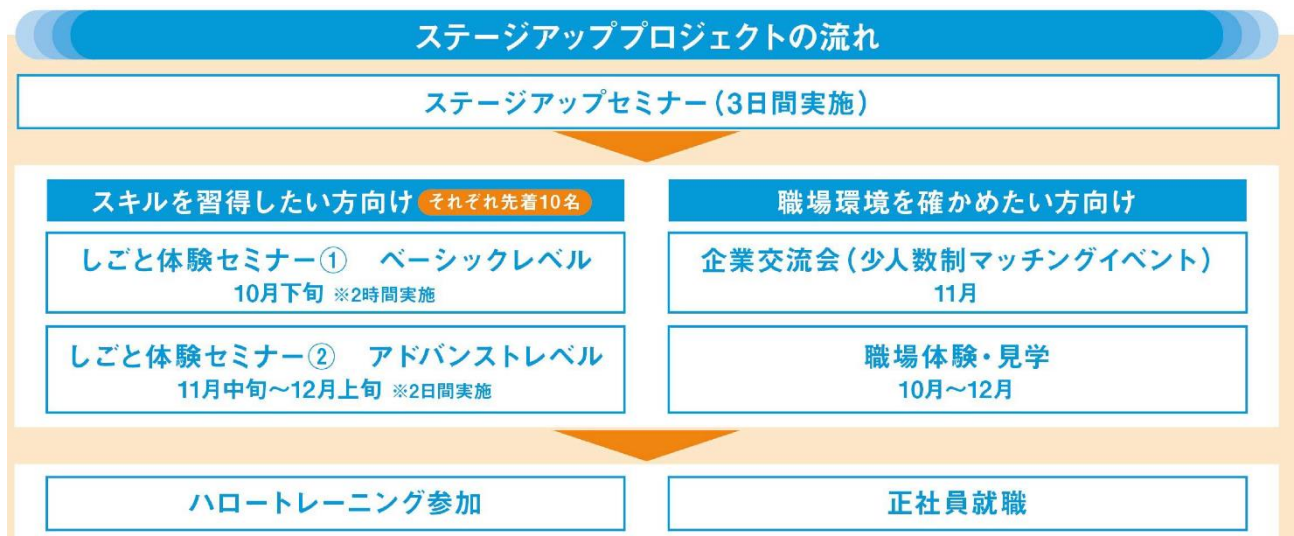 ステージアッププロジェクトの流れ
ステージアップセミナー（3日間実施）
スキルを習得したい方向け それぞれ先着10名
しごと体験セミナー① ベーシックレベル
10月下旬 ※2時間実施
しごと体験セミナー② アドバンストレベル
11月中旬〜12月上旬 ※2日間実施
職場環境を確かめたい方向け
企業交流会（少人数制マッチングイベント）
11月
職場体験・見学
10月〜12月
ハロートレーニング参加
正社員就職